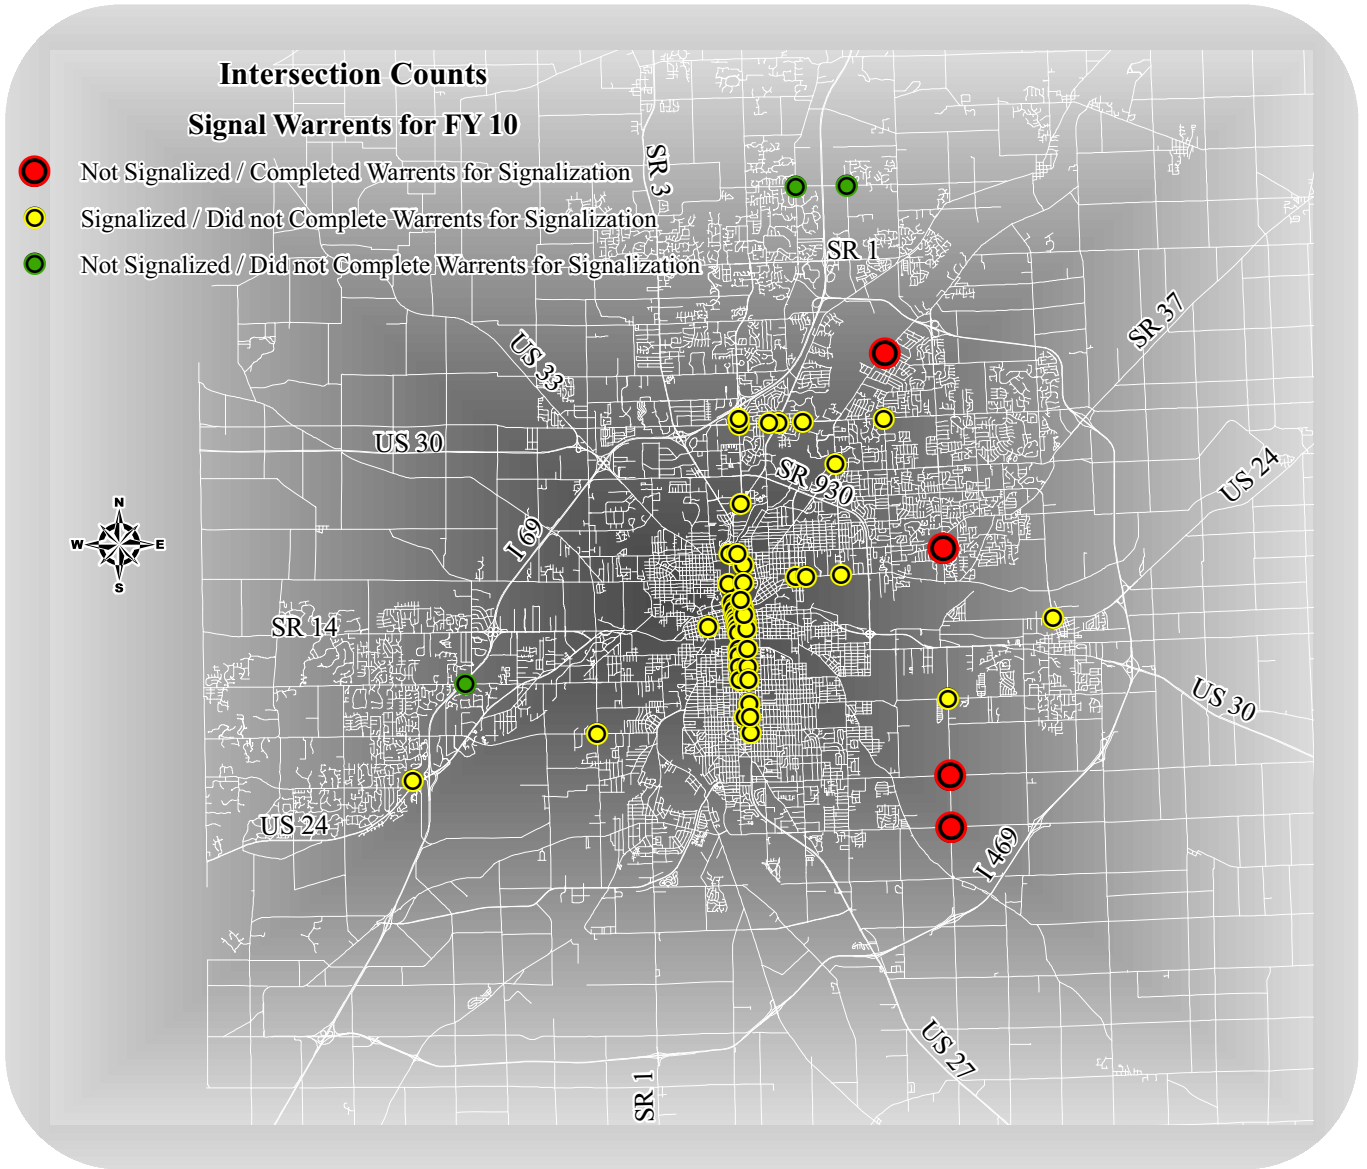 Intersection Counts
Signal Warrents for FY 10
Not Signalized / Completed Warrents for Signalization
Signalized / Did not Complete Warrents for Signalization
Not Signalized / Did not Complete Warrents for Signalization
SR 3
SR 1
SR 37
US 33
US 30
US 24
SR 930
I 69
N
W
E
S
SR 14
US 30
US 24
I 469
US 27
SR 1